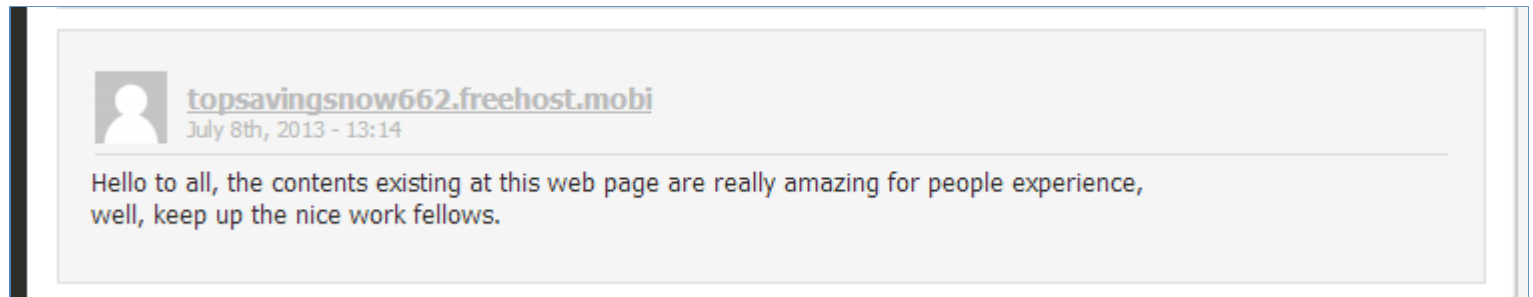 topsavingsnow662.freehost.mobi
July 8th, 2013 - 13:14
Hello to all, the contents existing at this web page are really amazing for people experience,
well, keep up the nice work fellows.